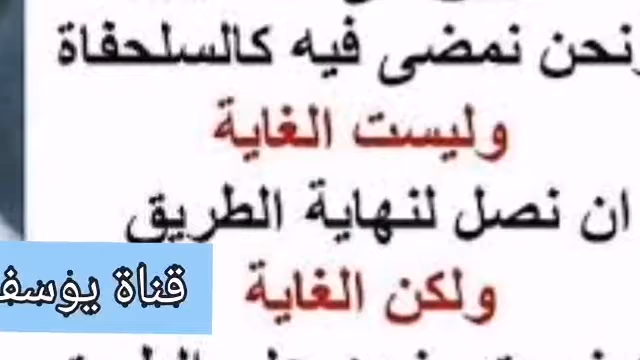 ونحن نمضى فيه كالسلحفاة
وليست الغاية
ان نصل لنهاية الطريق
ولكن الغاية
قناة يوسف